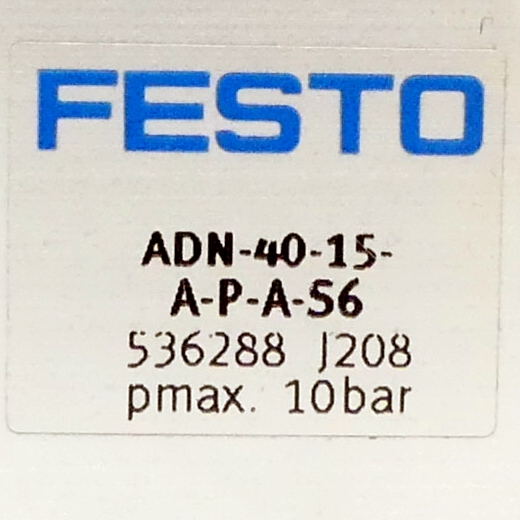 FESTO
ADN-40-15-
A-P-A-S6
536288 J208
pmax. 10bar